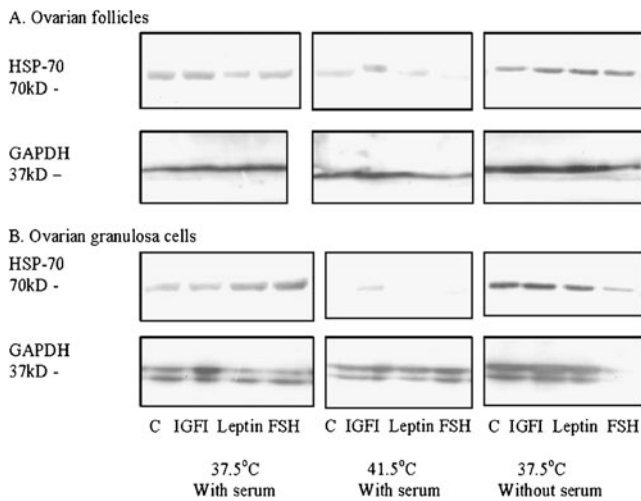 A. Ovarian follicles
HSP-70
70kD -
GAPDH
37kD –
B. Ovarian granulosa cells
HSP-70
70kD -
GAPDH
37kD -
C IGFI Leptin FSH C IGFI Leptin FSH C IGFI Leptin FSH
37.5°C 41.5°C 37.5°C
With serum With serum Without serum